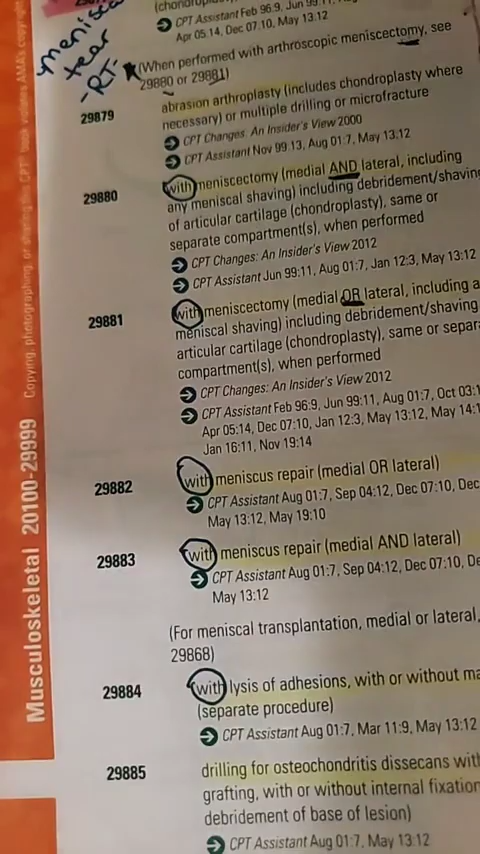 (chondropla
CPT Assistant Feb 96:9, Jun 99:11, Aug 01:
Apr 05:14, Dec 07:10, May 13:12
meniscal
tear
-RT-
(When performed with arthroscopic meniscectomy, see
29880 or 29881)
29879 abrasion arthroplasty (includes chondroplasty where
necessary) or multiple drilling or microfracture
CPT Changes: An Insider's View 2000
CPT Assistant Nov 99:13, Aug 01:7, May 13:12
29880 with meniscectomy (medial AND lateral, including
any meniscal shaving) including debridement/shaving
of articular cartilage (chondroplasty), same or
separate compartment(s), when performed
CPT Changes: An Insider's View 2012
CPT Assistant Jun 99:11, Aug 01:7, Jan 12:3, May 13:12
29881 with meniscectomy (medial OR lateral, including a
meniscal shaving) including debridement/shaving
articular cartilage (chondroplasty), same or separ
compartment(s), when performed
CPT Changes: An Insider's View 2012
CPT Assistant Feb 96:9, Jun 99:11, Aug 01:7, Oct 03:1
Apr 05:14, Dec 07:10, Jan 12:3, May 13:12, May 14:1
Jan 16:11, Nov 19:14
29882 with meniscus repair (medial OR lateral)
CPT Assistant Aug 01:7, Sep 04:12, Dec 07:10, Dec
May 13:12, May 19:10
29883 with meniscus repair (medial AND lateral)
CPT Assistant Aug 01:7, Sep 04:12, Dec 07:10, De
May 13:12
(For meniscal transplantation, medial or lateral,
29868)
29884 with lysis of adhesions, with or without ma
(separate procedure)
CPT Assistant Aug 01:7, Mar 11:9, May 13:12
29885 drilling for osteochondritis dissecans wit
grafting, with or without internal fixation
debridement of base of lesion)
CPT Assistant Aug 01:7, May 13:12
Musculoskeletal 20100-29999
Copying, photographing, or sharing this CPT® book violates AMA's copyright